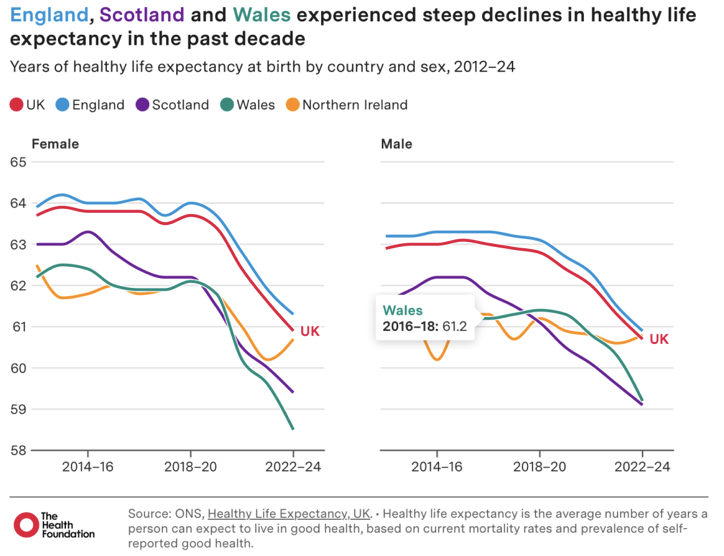 England, Scotland and Wales experienced steep declines in healthy life
expectancy in the past decade
Years of healthy life expectancy at birth by country and sex, 2012–24
UK England Scotland Wales Northern Ireland
Female Male
65
64
63
62
61
60
59
58
Wales
2016–18: 61.2
UK
UK
2014–16 2018–20 2022–24 2014–16 2018–20 2022–24
The
Health
Foundation
Source: ONS, Healthy Life Expectancy, UK. • Healthy life expectancy is the average number of years a
person can expect to live in good health, based on current mortality rates and prevalence of self-
reported good health.